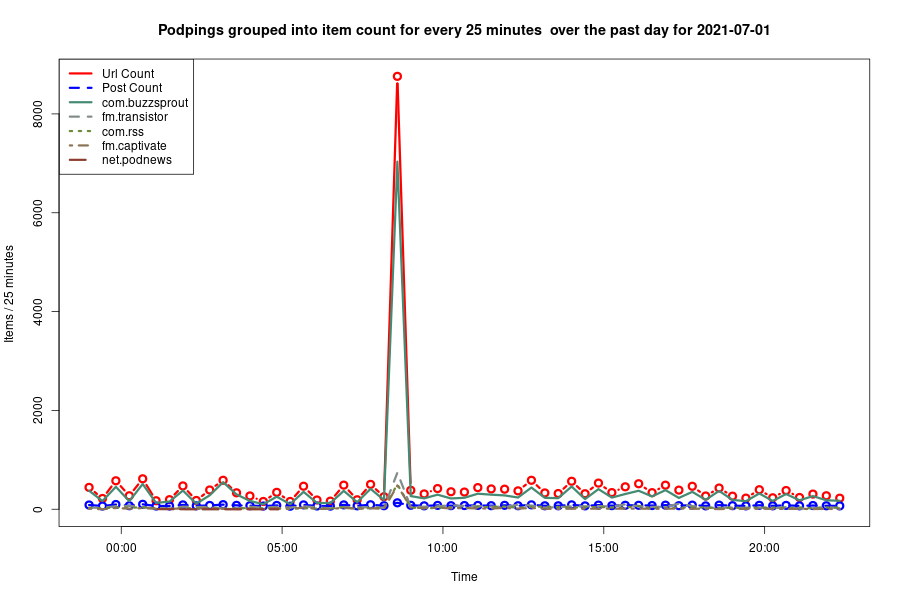 Podpings grouped into item count for every 25 minutes  over the past day for 2021-07-01
Url Count
Post Count
com.buzzsprout
fm.transistor
com.rss
fm.captivate
net.podnews
Items / 25 minutes
8000
6000
4000
2000
0
00:00 05:00 10:00 15:00 20:00
Time